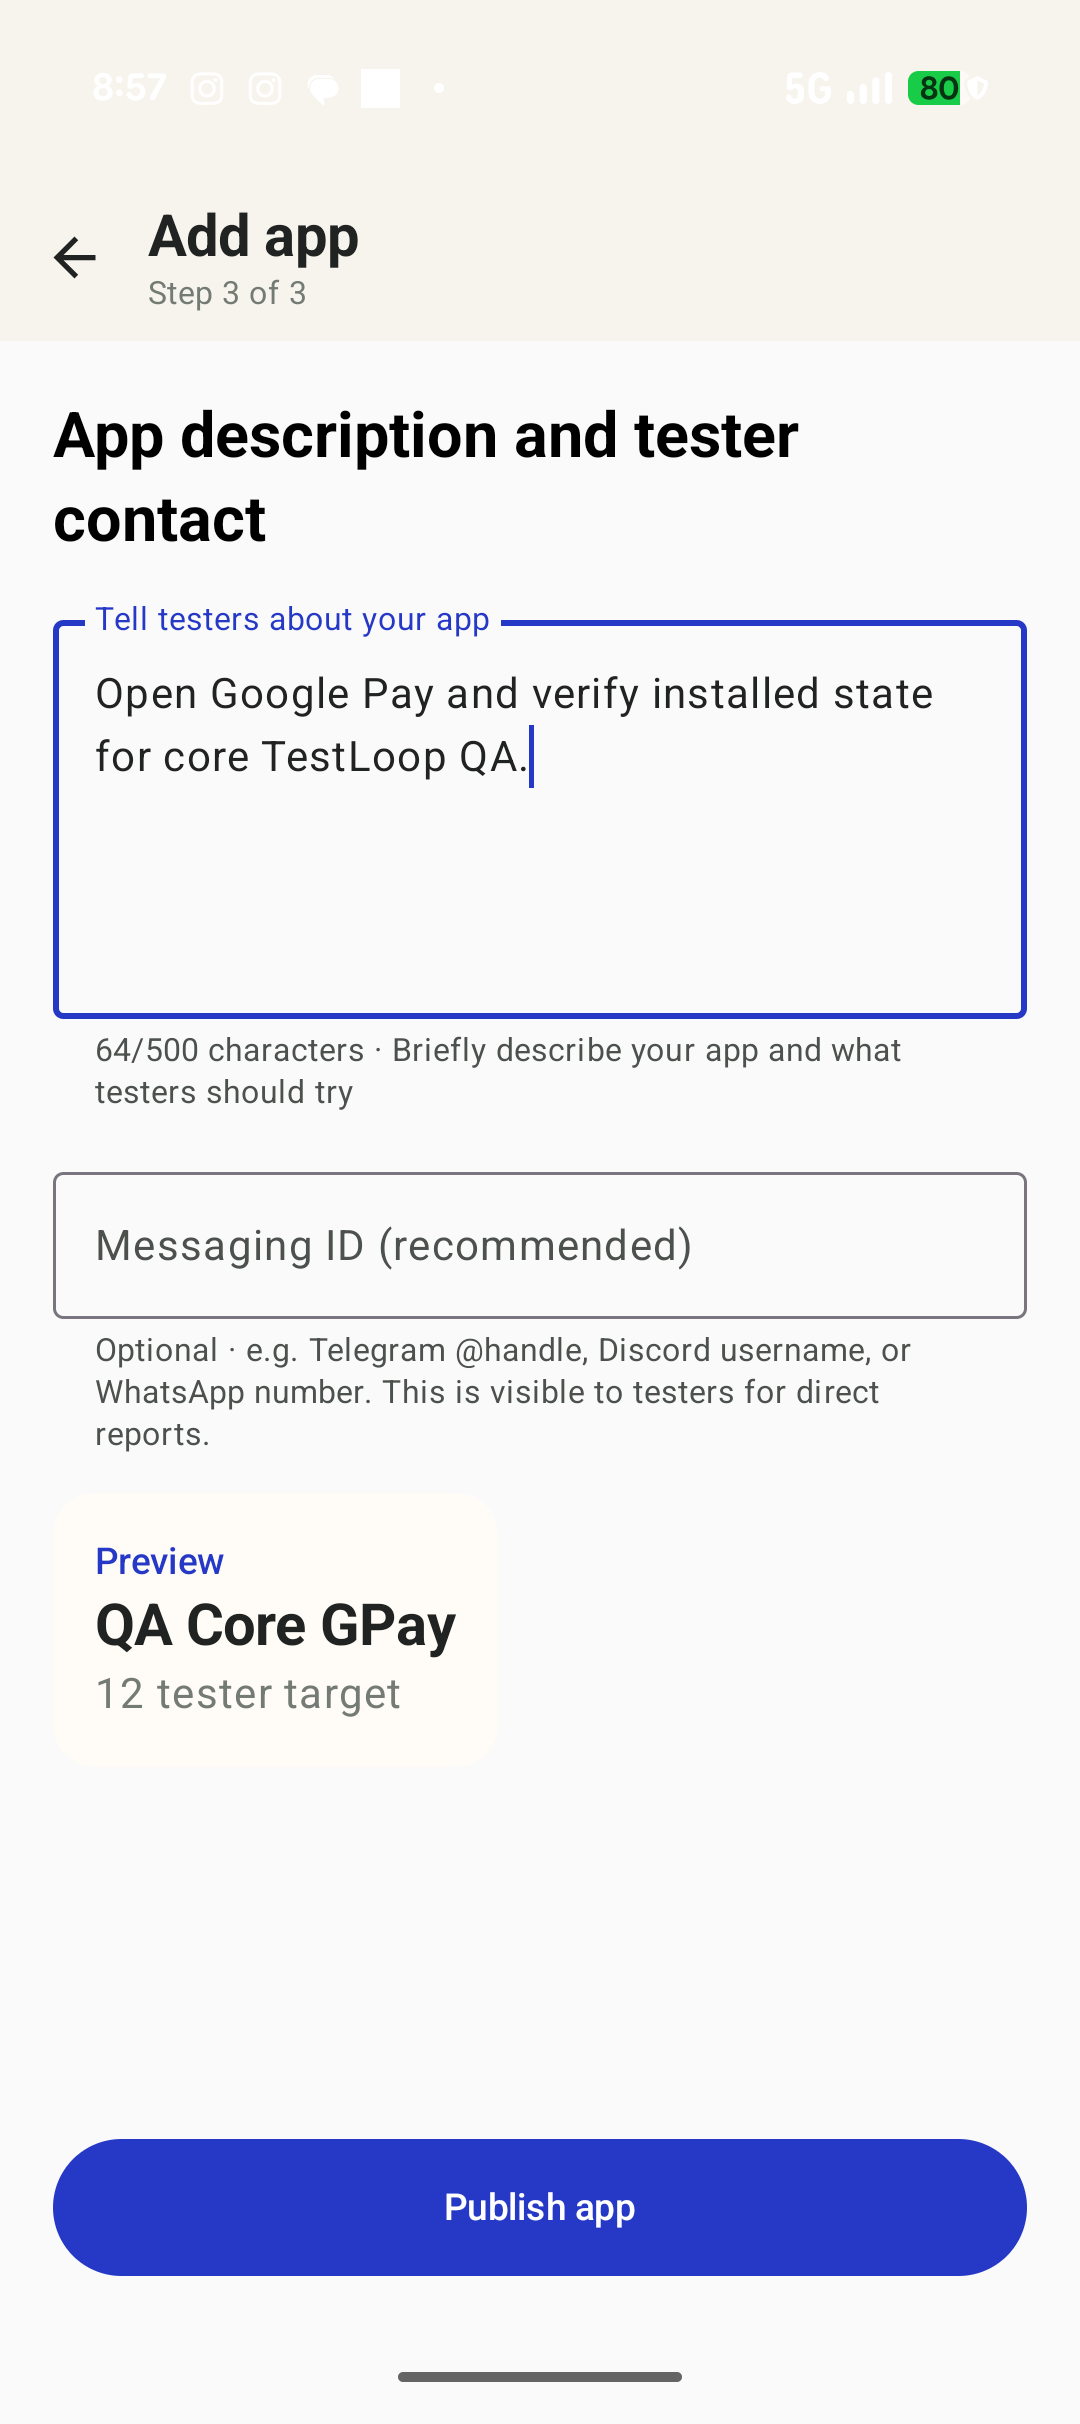 8:57
5G
80
Add app
Step 3 of 3
App description and tester
contact
Tell testers about your app
Open Google Pay and verify installed state
for core TestLoop QA.
64/500 characters · Briefly describe your app and what
testers should try
Messaging ID (recommended)
Optional · e.g. Telegram @handle, Discord username, or
WhatsApp number. This is visible to testers for direct
reports.
Preview
QA Core GPay
12 tester target
Publish app